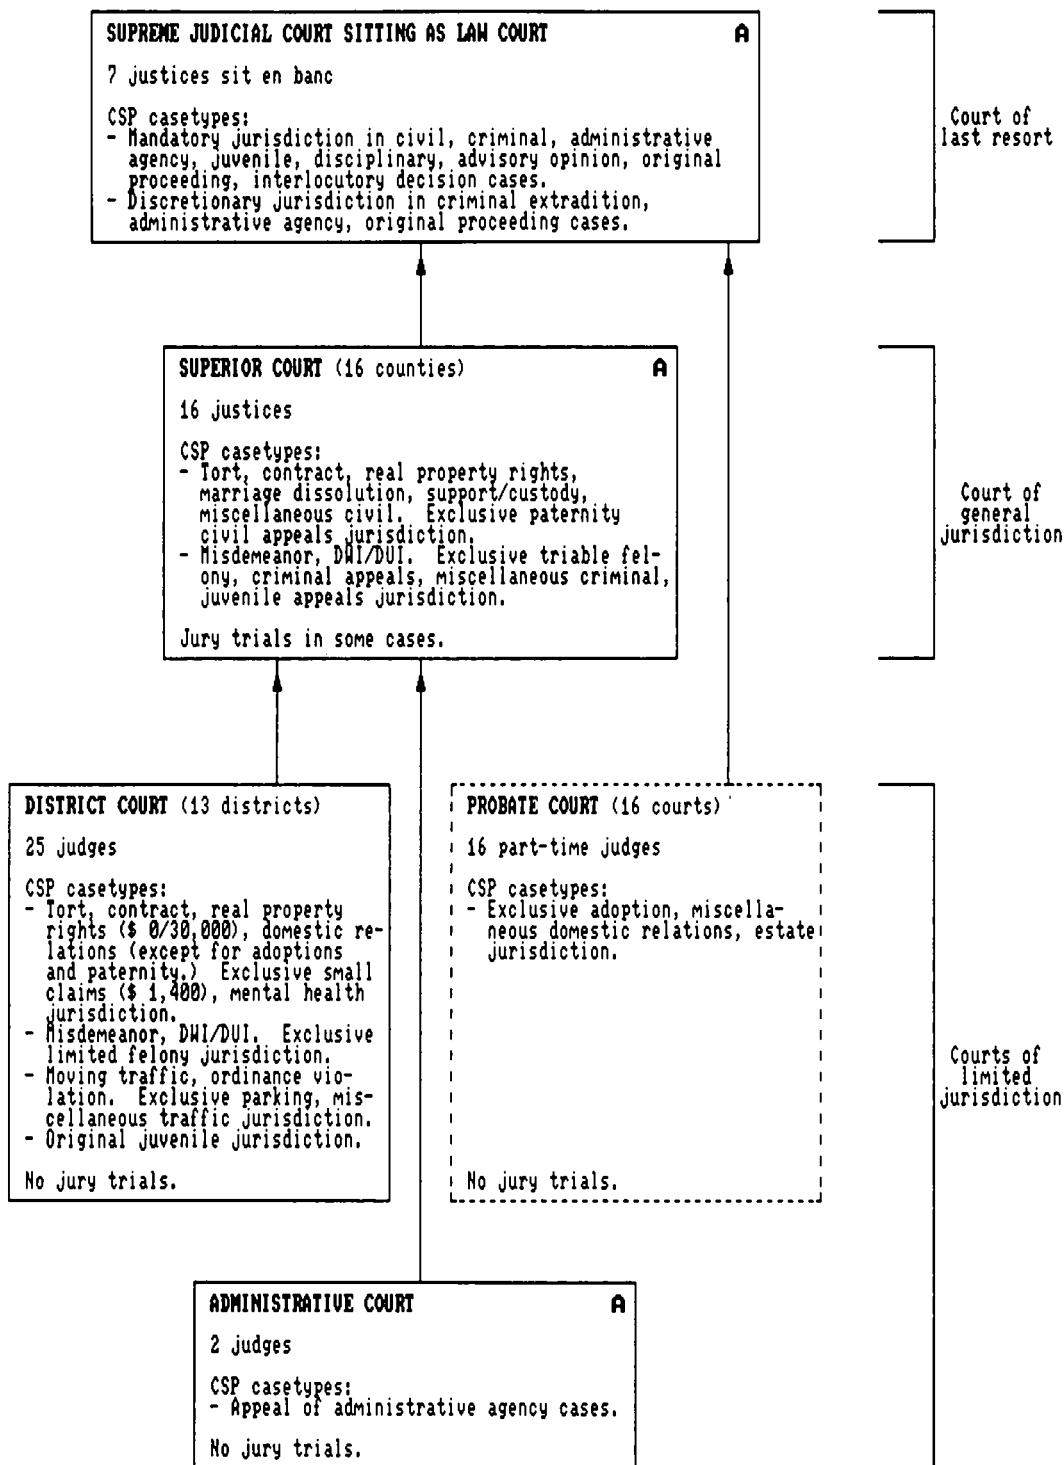 SUPREME JUDICIAL COURT SITTING AS LAW COURT A
7 justices sit en banc
CSP casetypes:
- Mandatory jurisdiction in civil, criminal, administrative
agency, juvenile, disciplinary, advisory opinion, original
proceeding, interlocutory decision cases.
- Discretionary jurisdiction in criminal extradition,
administrative agency, original proceeding cases.
Court of
last resort
SUPERIOR COURT (16 counties) A
16 justices
CSP casetypes:
- Tort, contract, real property rights,
marriage dissolution, support/custody,
miscellaneous civil. Exclusive paternity
civil appeals jurisdiction.
- Misdemeanor, DWI/DUI. Exclusive triable fel-
ony, criminal appeals, miscellaneous criminal,
juvenile appeals jurisdiction.
Jury trials in some cases.
Court of
general
jurisdiction
DISTRICT COURT (13 districts)
25 judges
CSP casetypes:
- Tort, contract, real property
rights ($ 0/30,000), domestic re-
lations (except for adoptions
and paternity.) Exclusive small
claims ($ 1,400), mental health
jurisdiction.
- Misdemeanor, DWI/DUI. Exclusive
limited felony jurisdiction.
- Moving traffic, ordinance vio-
lation. Exclusive parking, mis-
cellaneous traffic jurisdiction.
- Original juvenile jurisdiction.
No jury trials.
PROBATE COURT (16 courts)
16 part-time judges
CSP casetypes:
- Exclusive adoption, miscella-
neous domestic relations, estate
jurisdiction.
No jury trials.
Courts of
limited
jurisdiction
ADMINISTRATIVE COURT A
2 judges
CSP casetypes:
- Appeal of administrative agency cases.
No jury trials.